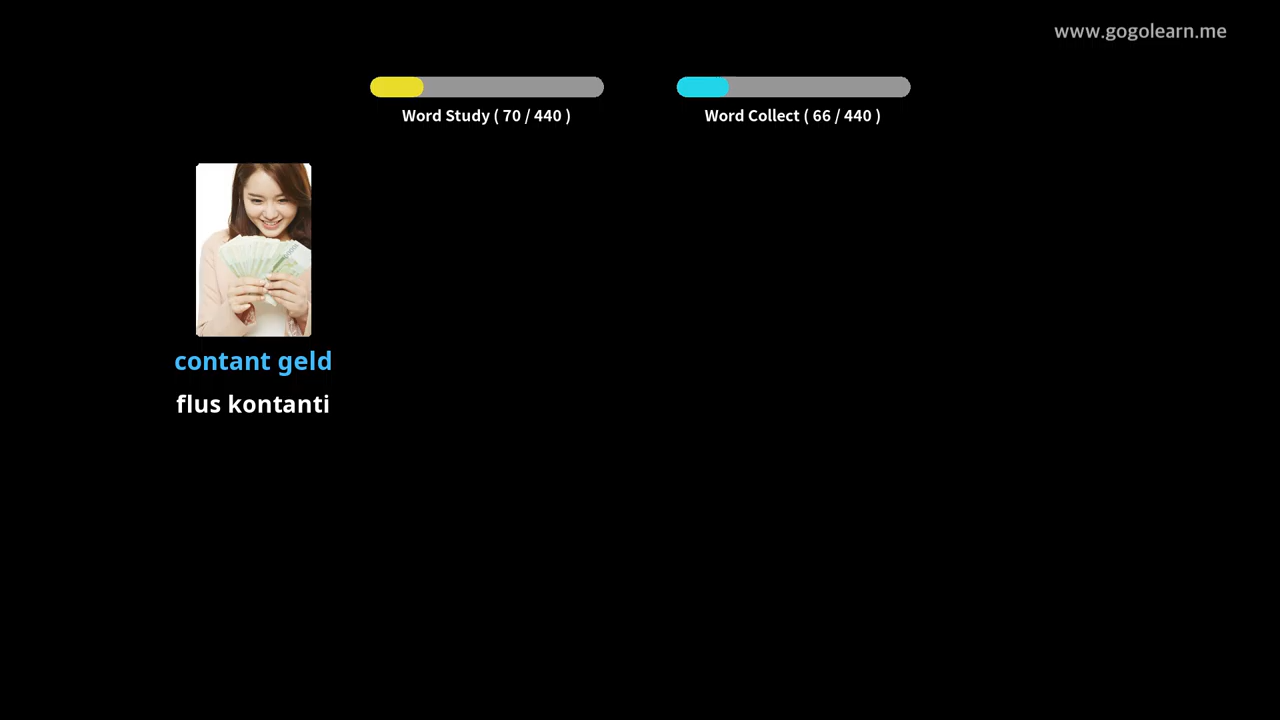 www.gogolearn.me
Word Study ( 70 / 440 )
Word Collect ( 66 / 440 )
contant geld
flus kontanti